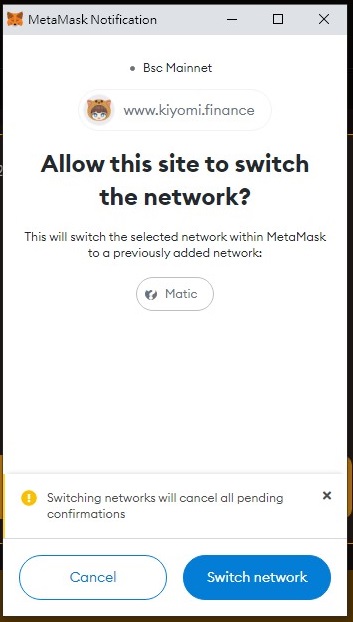 MetaMask Notification
Bsc Mainnet
www.kiyomi.finance
Allow this site to switch
the network?
This will switch the selected network within MetaMask
to a previously added network:
Matic
Switching networks will cancel all pending
confirmations
Cancel
Switch network